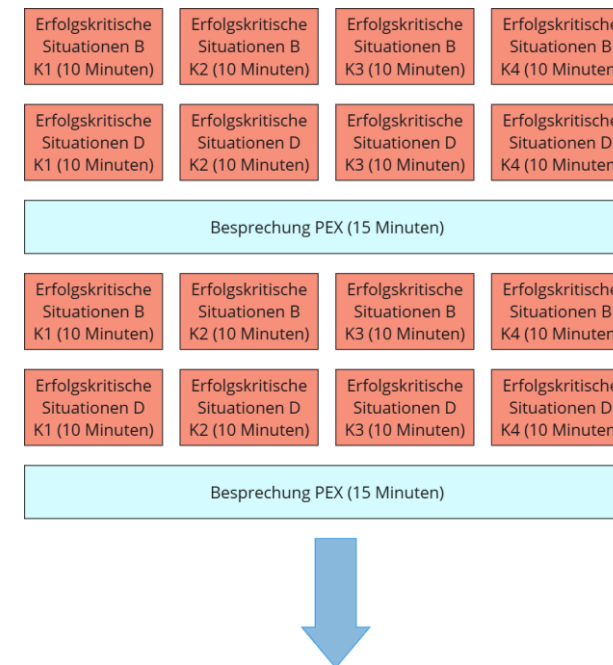 Erfolgskritische
Situationen B
K1 (10 Minuten)
Erfolgskritische
Situationen B
K2 (10 Minuten)
Erfolgskritische
Situationen B
K3 (10 Minuten)
Erfolgskritische
Situationen B
K4 (10 Minuten
Erfolgskritische
Situationen D
K1 (10 Minuten)
Erfolgskritische
Situationen D
K2 (10 Minuten)
Erfolgskritische
Situationen D
K3 (10 Minuten)
Erfolgskritische
Situationen D
K4 (10 Minuten
Besprechung PEX (15 Minuten)
Erfolgskritische
Situationen B
K1 (10 Minuten)
Erfolgskritische
Situationen B
K2 (10 Minuten)
Erfolgskritische
Situationen B
K3 (10 Minuten)
Erfolgskritische
Situationen B
K4 (10 Minuten
Erfolgskritische
Situationen D
K1 (10 Minuten)
Erfolgskritische
Situationen D
K2 (10 Minuten)
Erfolgskritische
Situationen D
K3 (10 Minuten)
Erfolgskritische
Situationen D
K4 (10 Minuten
Besprechung PEX (15 Minuten)